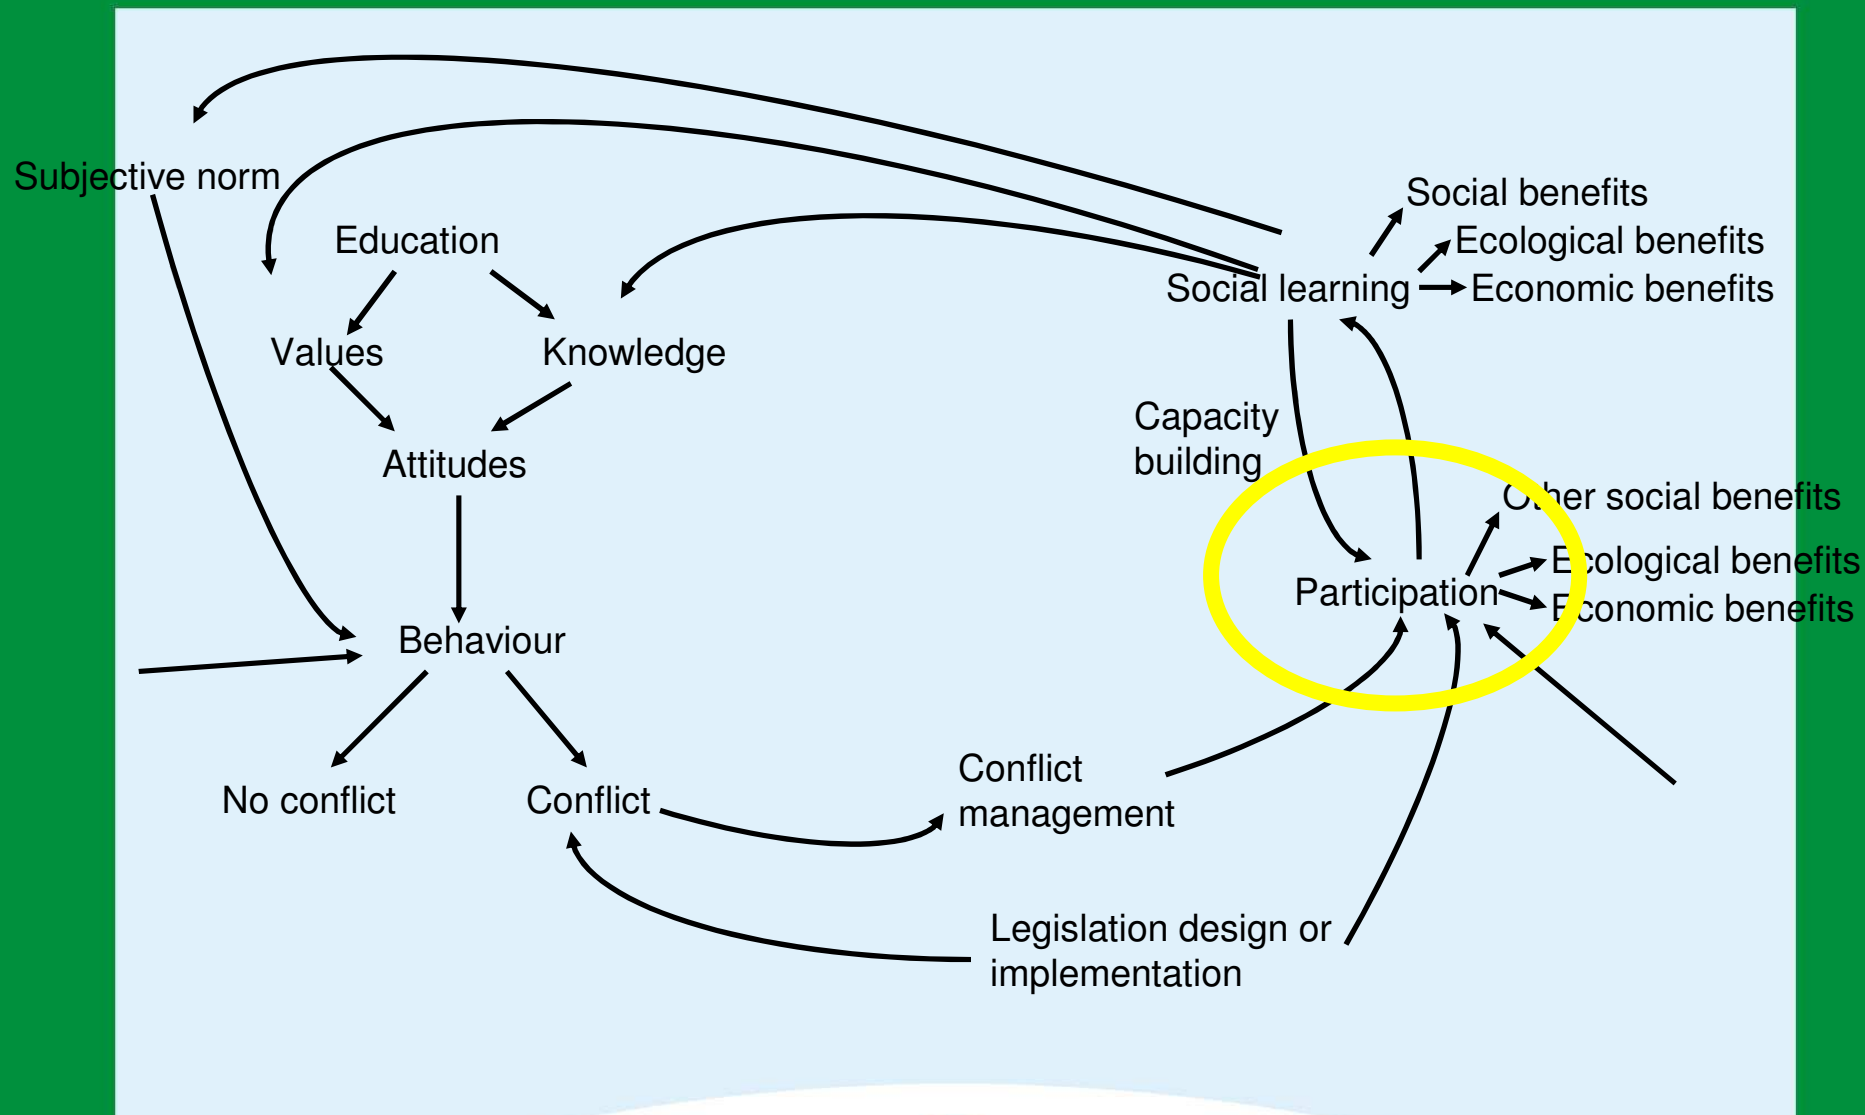 Subjective norm
Social benefits
Education
Ecological benefits
Social learning
Economic benefits
Values
Knowledge
Capacity
building
Attitudes
Other social benefits
Ecological benefits
Participation
Economic benefits
Behaviour
Conflict
management
No conflict
Conflict
Legislation design or
implementation